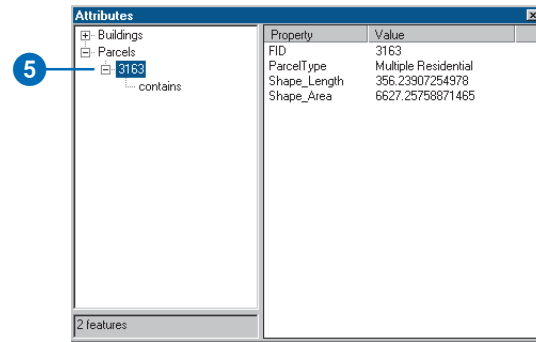 Attributes
Buildings
Parcels
5
3163
contains
2 features
Property Value
FID 3163
ParcelType Multiple Residential
Shape_Length 356.23907254978
Shape_Area 6627.25758871465